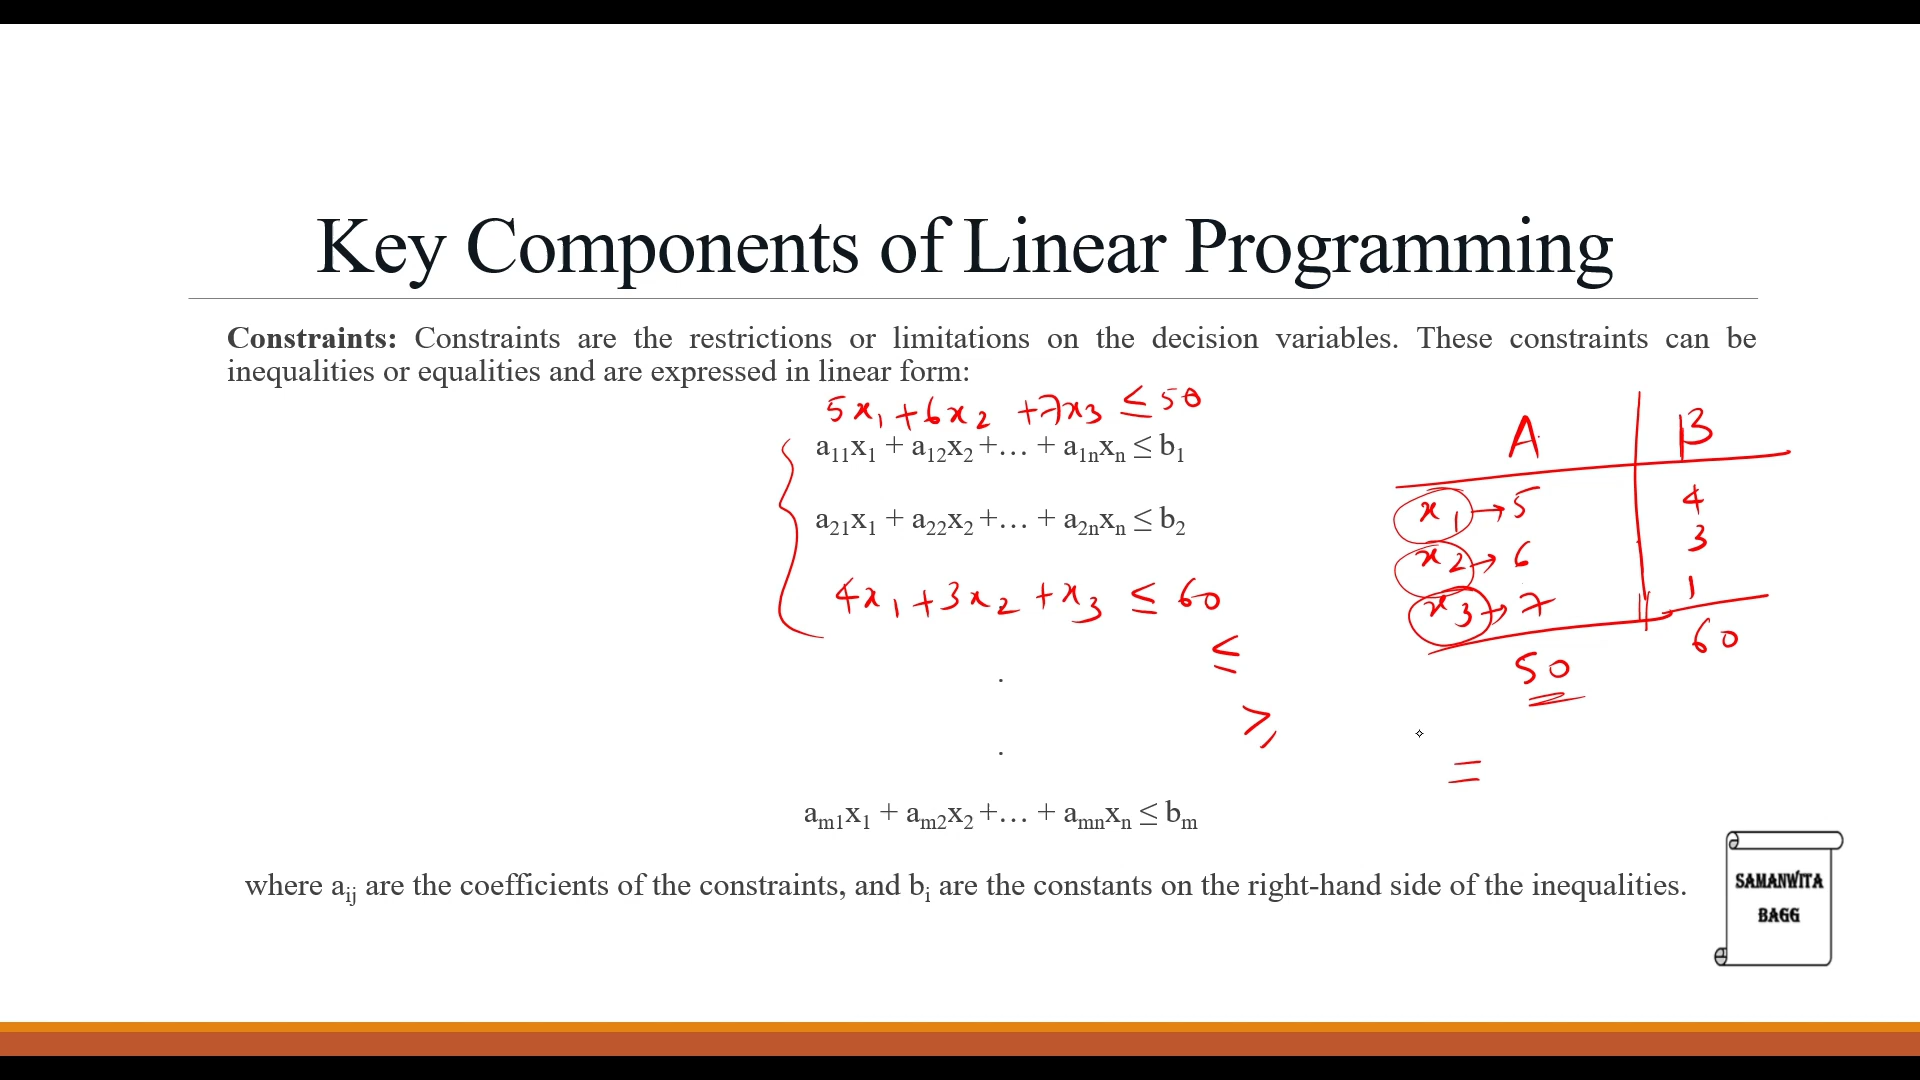 Key Components of Linear Programming
Constraints: Constraints are the restrictions or limitations on the decision variables. These constraints can be
inequalities or equalities and are expressed in linear form:
5x₁ + 6x₂ + 7x₃ ≤ 50
a₁₁x₁ + a₁₂x₂ +… + a₁ₙxₙ ≤ b₁
a₂₁x₁ + a₂₂x₂ +… + a₂ₙxₙ ≤ b₂
4x₁ + 3x₂ + x₃ ≤ 60
≤
.
≥
.
=
aₘ₁x₁ + aₘ₂x₂ +… + aₘₙxₙ ≤ bₘ
where aᵢⱼ are the coefficients of the constraints, and bᵢ are the constants on the right-hand side of the inequalities.
A B
x₁ → 5 4
x₂ → 6 3
x₃ → 7 1
50 60
SAMANWITA
BAGG